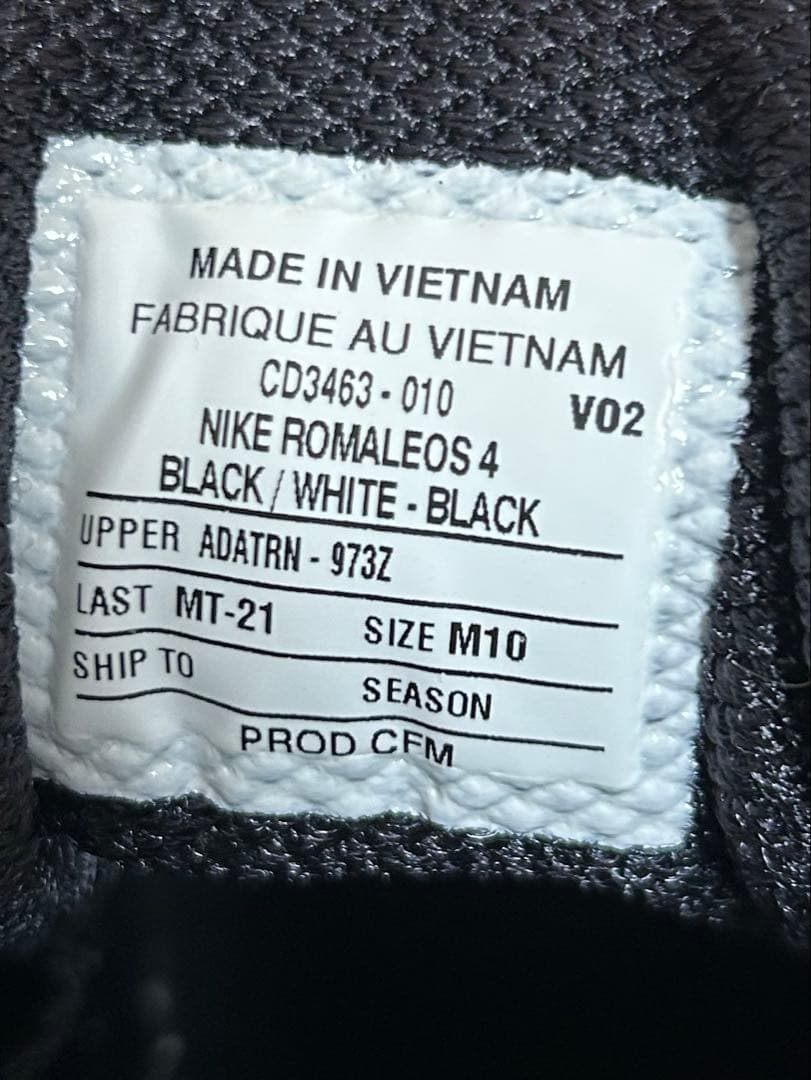 MADE IN VIETNAM
FABRIQUE AU VIETNAM
CD3463-010 V02
NIKE ROMALEOS 4
BLACK / WHITE - BLACK
UPPER ADATRN - 973Z
LAST MT-21 SIZE M10
SHIP TO SEASON
PROD CFM